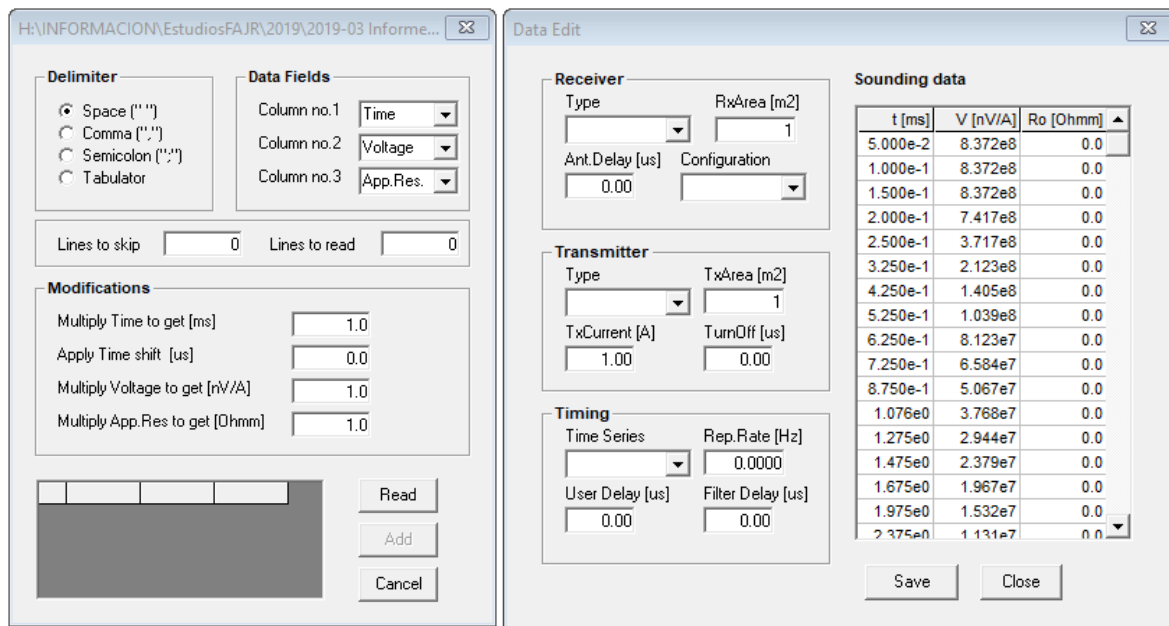 H:\INFORMACION\EstudiosFAJR\2019\2019-03 Informe...
Delimiter
Space (" ")
Comma (",")
Semicolon (";")
Tabulator
Data Fields
Column no.1 Time
Column no.2 Voltage
Column no.3 App.Res.
Lines to skip 0 Lines to read 0
Modifications
Multiply Time to get [ms] 1.0
Apply Time shift [us] 0.0
Multiply Voltage to get [nV/A] 1.0
Multiply App.Res to get [Ohmm] 1.0
Read
Add
Cancel
Data Edit
Receiver
Type RxArea [m2]
1
Ant.Delay [us] Configuration
0.00
Transmitter
Type TxArea [m2]
1
TxCurrent [A] TurnOff [us]
1.00 0.00
Timing
Time Series Rep.Rate [Hz]
0.0000
User Delay [us] Filter Delay [us]
0.00 0.00
Sounding data
t [ms] V [nV/A] Ro [Ohmm]
5.000e-2 8.372e8 0.0
1.000e-1 8.372e8 0.0
1.500e-1 8.372e8 0.0
2.000e-1 7.417e8 0.0
2.500e-1 3.717e8 0.0
3.250e-1 2.123e8 0.0
4.250e-1 1.405e8 0.0
5.250e-1 1.039e8 0.0
6.250e-1 8.123e7 0.0
7.250e-1 6.584e7 0.0
8.750e-1 5.067e7 0.0
1.076e0 3.768e7 0.0
1.275e0 2.944e7 0.0
1.475e0 2.379e7 0.0
1.675e0 1.967e7 0.0
1.975e0 1.532e7 0.0
2.375e0 1.131e7 0.0
Save
Close